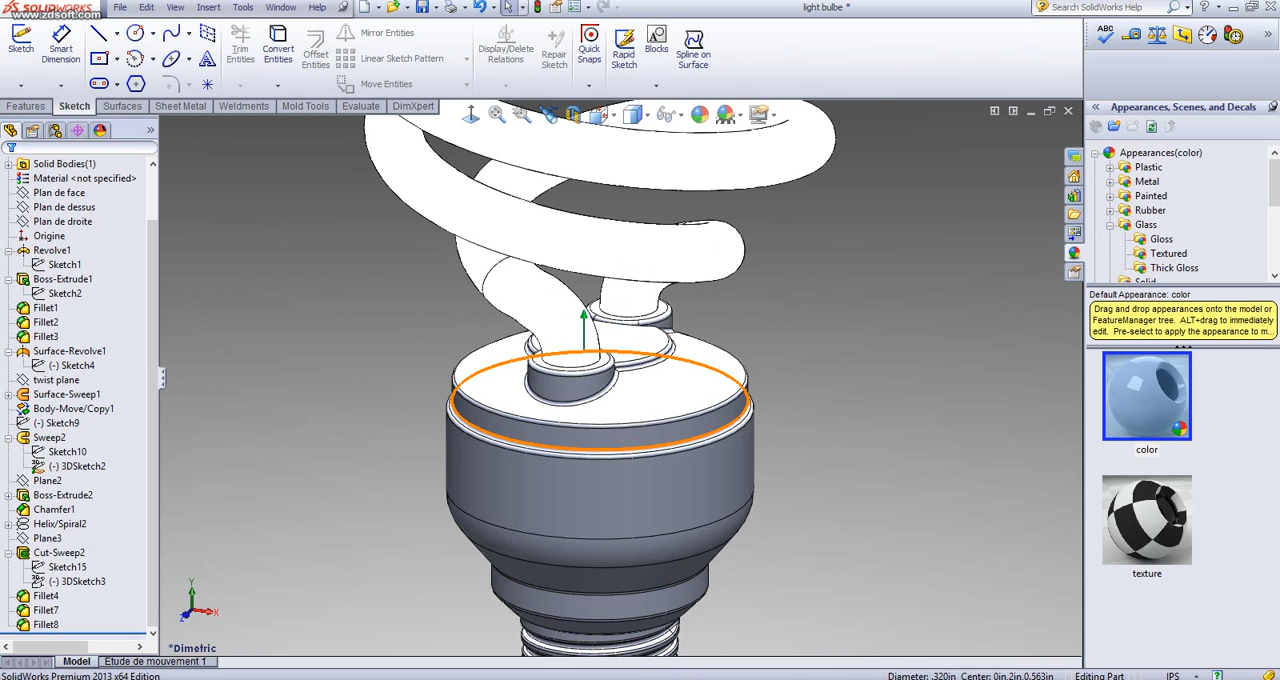 SOLIDWORKS
www.zdsoft.com
File Edit View Insert Tools Window Help
light bulbe *
Search SolidWorks Help
Sketch
Smart Dimension
Trim Entities
Convert Entities
Offset Entities
Mirror Entities
Linear Sketch Pattern
Move Entities
Display/Delete Relations
Repair Sketch
Quick Snaps
Rapid Sketch
Blocks
Spline on Surface
ABC
Features Sketch Surfaces Sheet Metal Weldments Mold Tools Evaluate DimXpert
Solid Bodies(1)
Material <not specified>
Plan de face
Plan de dessus
Plan de droite
Origine
Revolve1
Sketch1
Boss-Extrude1
Sketch2
Fillet1
Fillet2
Fillet3
Surface-Revolve1
(-) Sketch4
twist plane
Surface-Sweep1
Body-Move/Copy1
(-) Sketch9
Sweep2
Sketch10
(-) 3DSketch2
Plane2
Boss-Extrude2
Chamfer1
Helix/Spiral2
Plane3
Cut-Sweep2
Sketch15
(-) 3DSketch3
Fillet4
Fillet7
Fillet8
Y
X
Z
*Dimetric
Appearances, Scenes, and Decals
Appearances(color)
Plastic
Metal
Painted
Rubber
Glass
Gloss
Textured
Thick Gloss
Default Appearance: color
Drag and drop appearances onto the model or
FeatureManager tree. ALT+drag to immediately
edit. Pre-select to apply the appearance to m...
color
texture
Model Etude de mouvement 1
SolidWorks Premium 2013 x64 Edition
Diameter: .320in Center: 0in,2in,0.563in Editing Part IPS